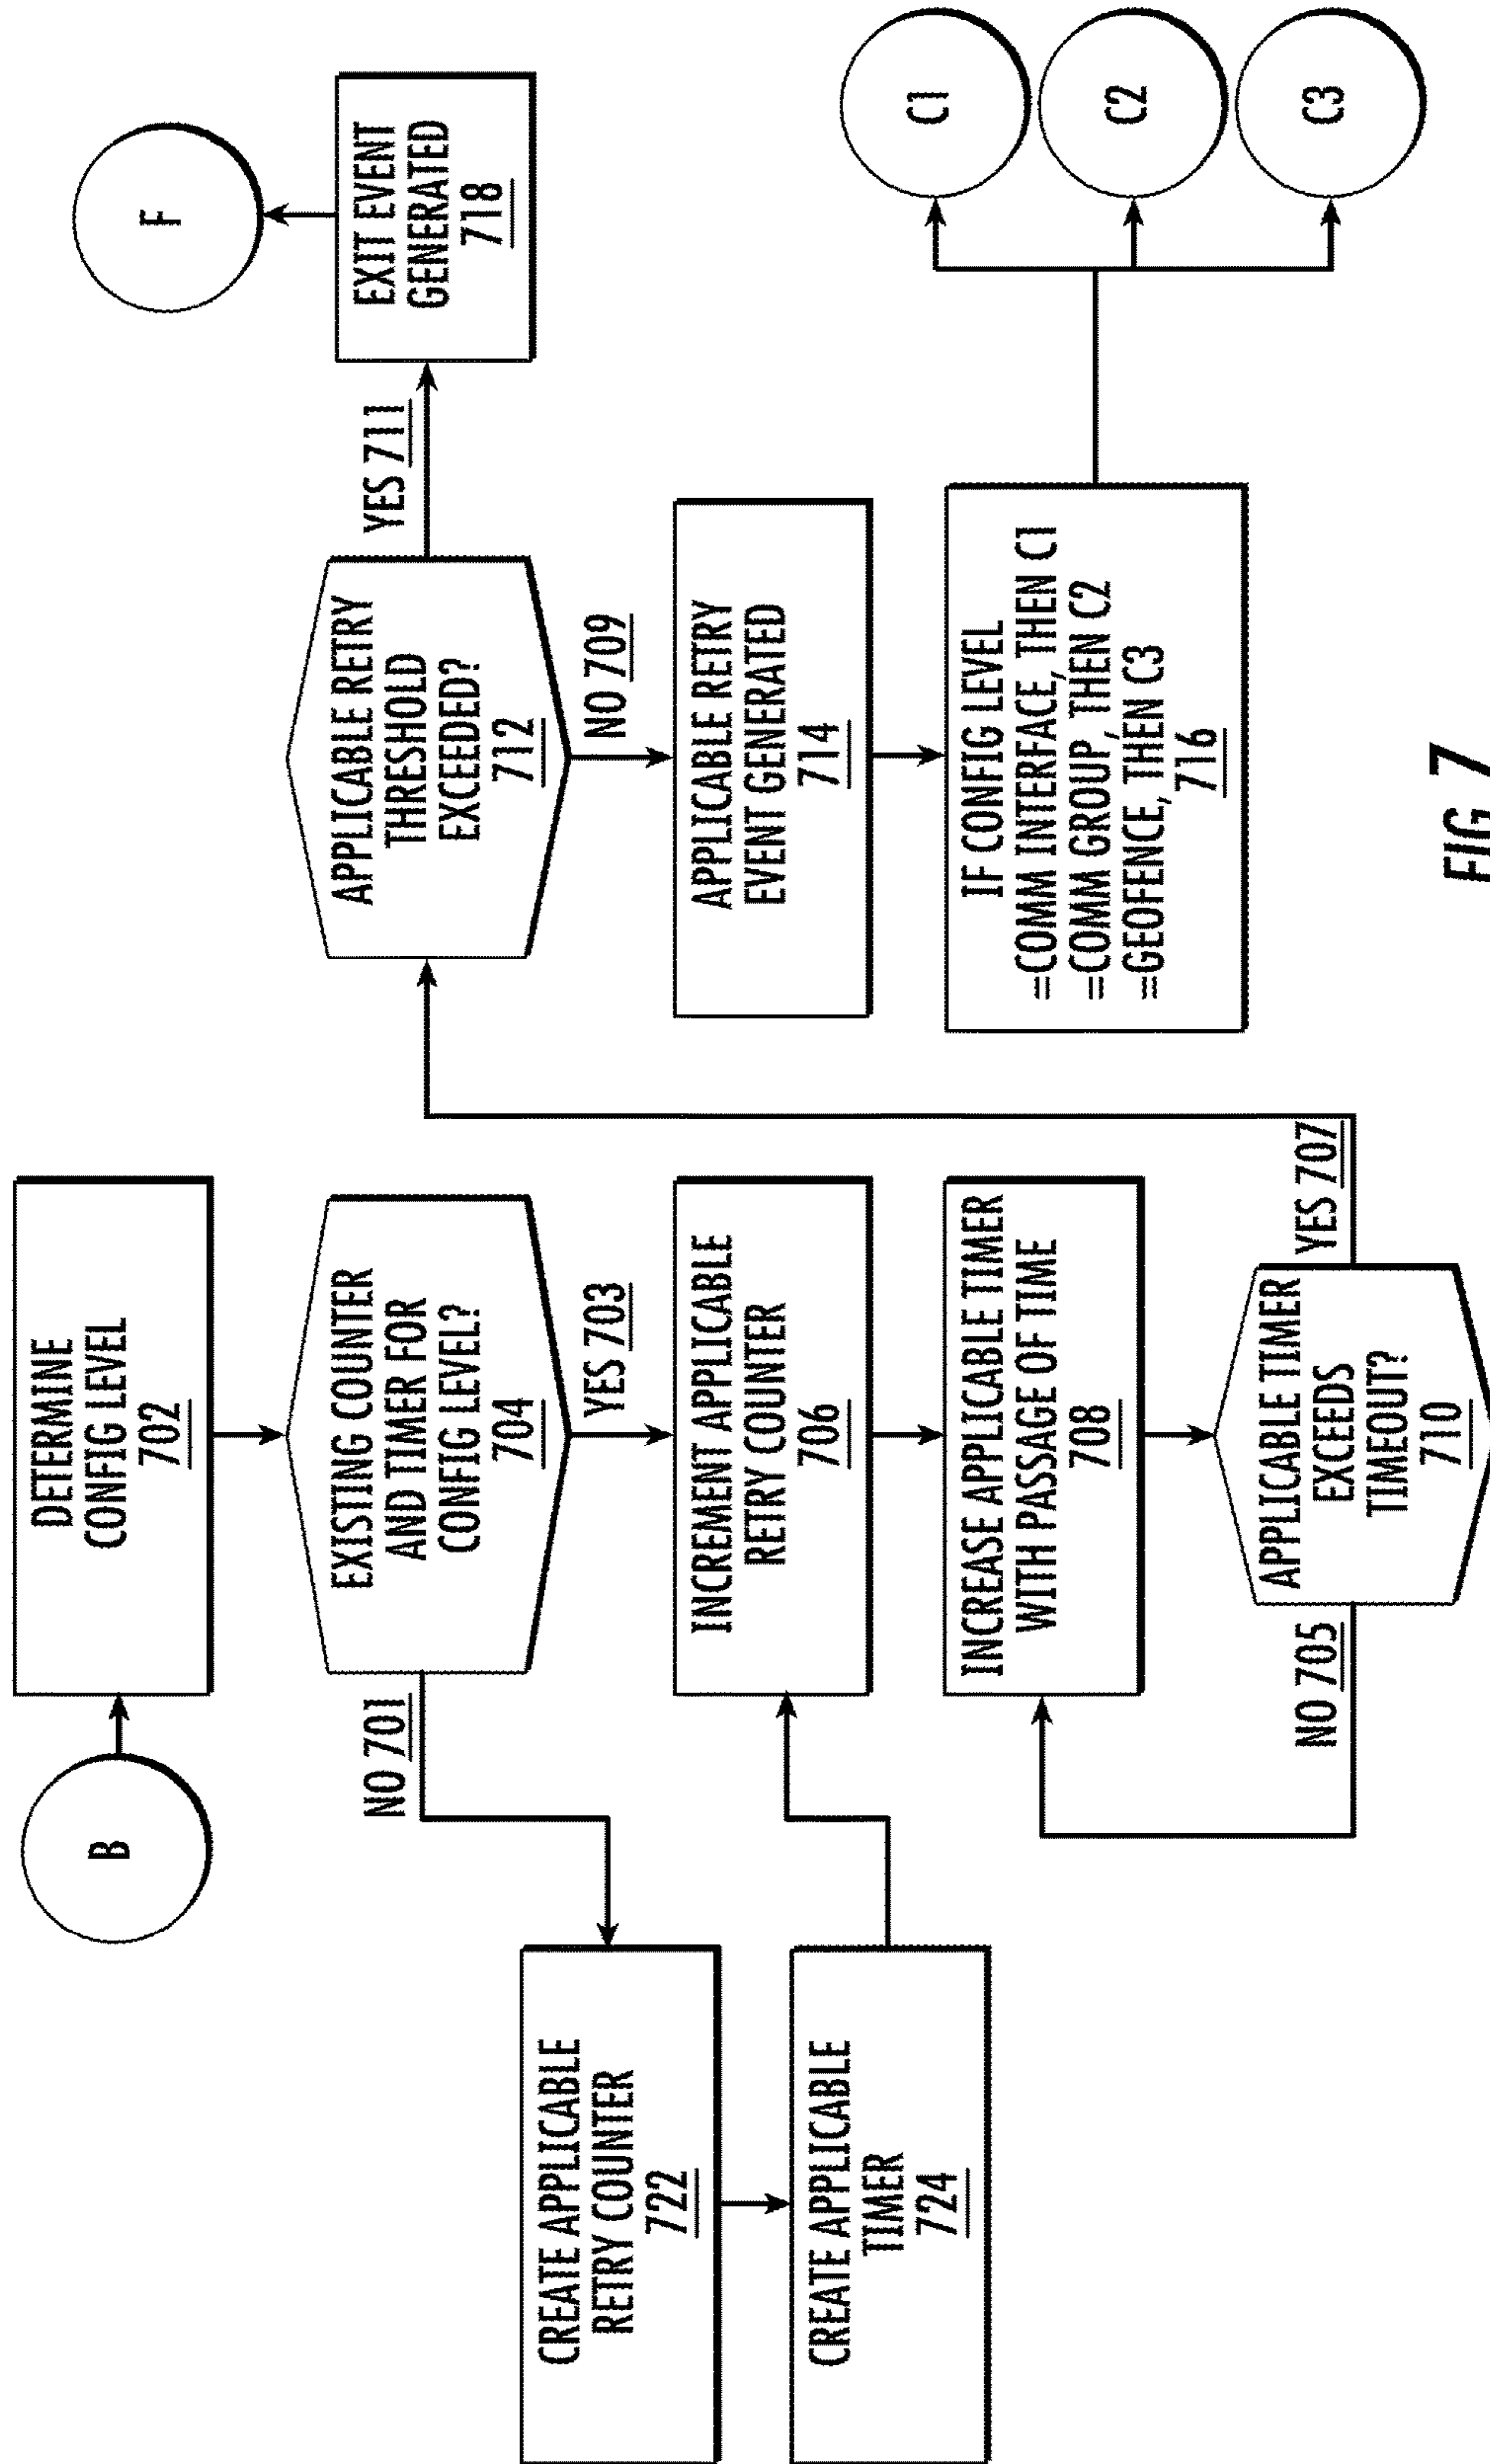 B
DETERMINE
CONFIG LEVEL
702
EXISTING COUNTER
AND TIMER FOR
CONFIG LEVEL?
704
NO 701
YES 703
CREATE APPLICABLE
RETRY COUNTER
722
CREATE APPLICABLE
TIMER
724
INCREMENT APPLICABLE
RETRY COUNTER
706
INCREASE APPLICABLE TIMER
WITH PASSAGE OF TIME
708
APPLICABLE TIMER
EXCEEDS
TIMEOUT?
710
NO 705
YES 707
APPLICABLE RETRY
THRESHOLD
EXCEEDED?
712
YES 711
NO 709
EXIT EVENT
GENERATED
718
F
APPLICABLE RETRY
EVENT GENERATED
714
IF CONFIG LEVEL
=COMM INTERFACE, THEN C1
=COMM GROUP, THEN C2
=GEOFENCE, THEN C3
716
C1
C2
C3
FIG. 7